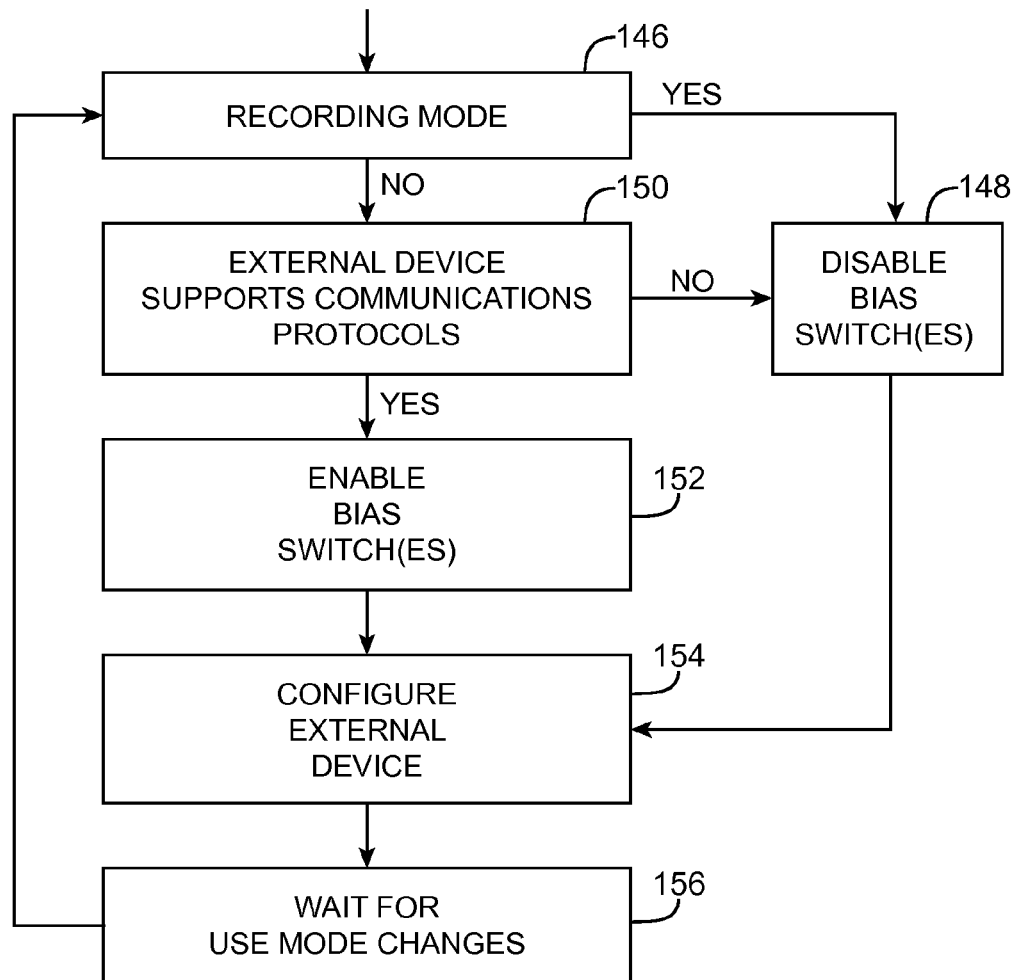 146
RECORDING MODE
YES
NO
150
148
EXTERNAL DEVICE
SUPPORTS COMMUNICATIONS
PROTOCOLS
NO
DISABLE
BIAS
SWITCH(ES)
YES
ENABLE
BIAS
SWITCH(ES)
152
CONFIGURE
EXTERNAL
DEVICE
154
WAIT FOR
USE MODE CHANGES
156